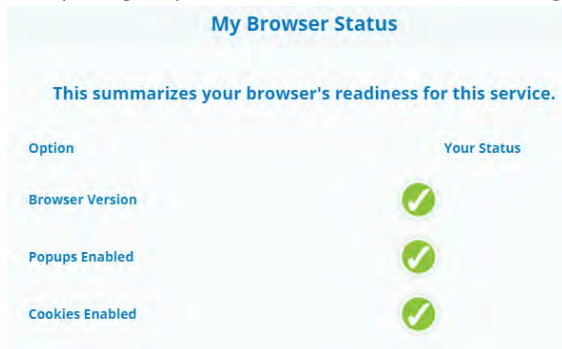 My Browser Status
This summarizes your browser's readiness for this service.
Option Your Status
Browser Version
Popups Enabled
Cookies Enabled